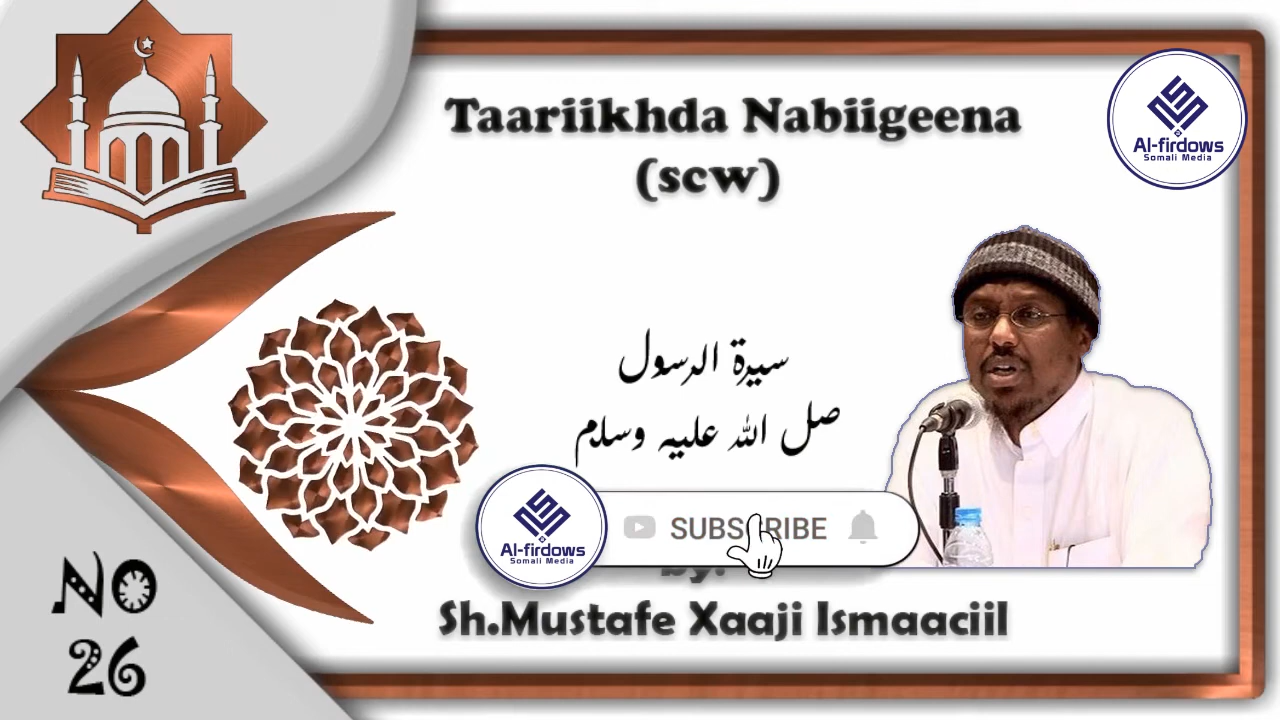 Taariikhda Nabiigeena
(scw)
Al-firdows
Somali Media
سيرة الرسول
صل الله عليه وسلم
Al-firdows
Somali Media
SUBSCRIBE
by:
Sh.Mustafe Xaaji Ismaaciil
NO
26